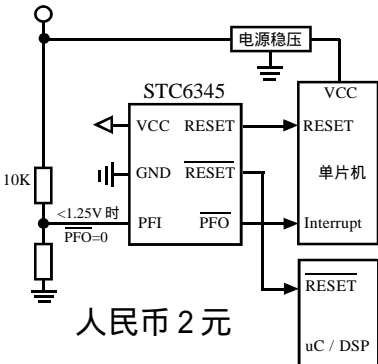 电源稳压
STC6345
VCC
VCC RESET
RESET
10K
GND RESET
单片机
<1.25V 时
PFO=0
PFI PFO
Interrupt
RESET
人民币 2 元
uC / DSP